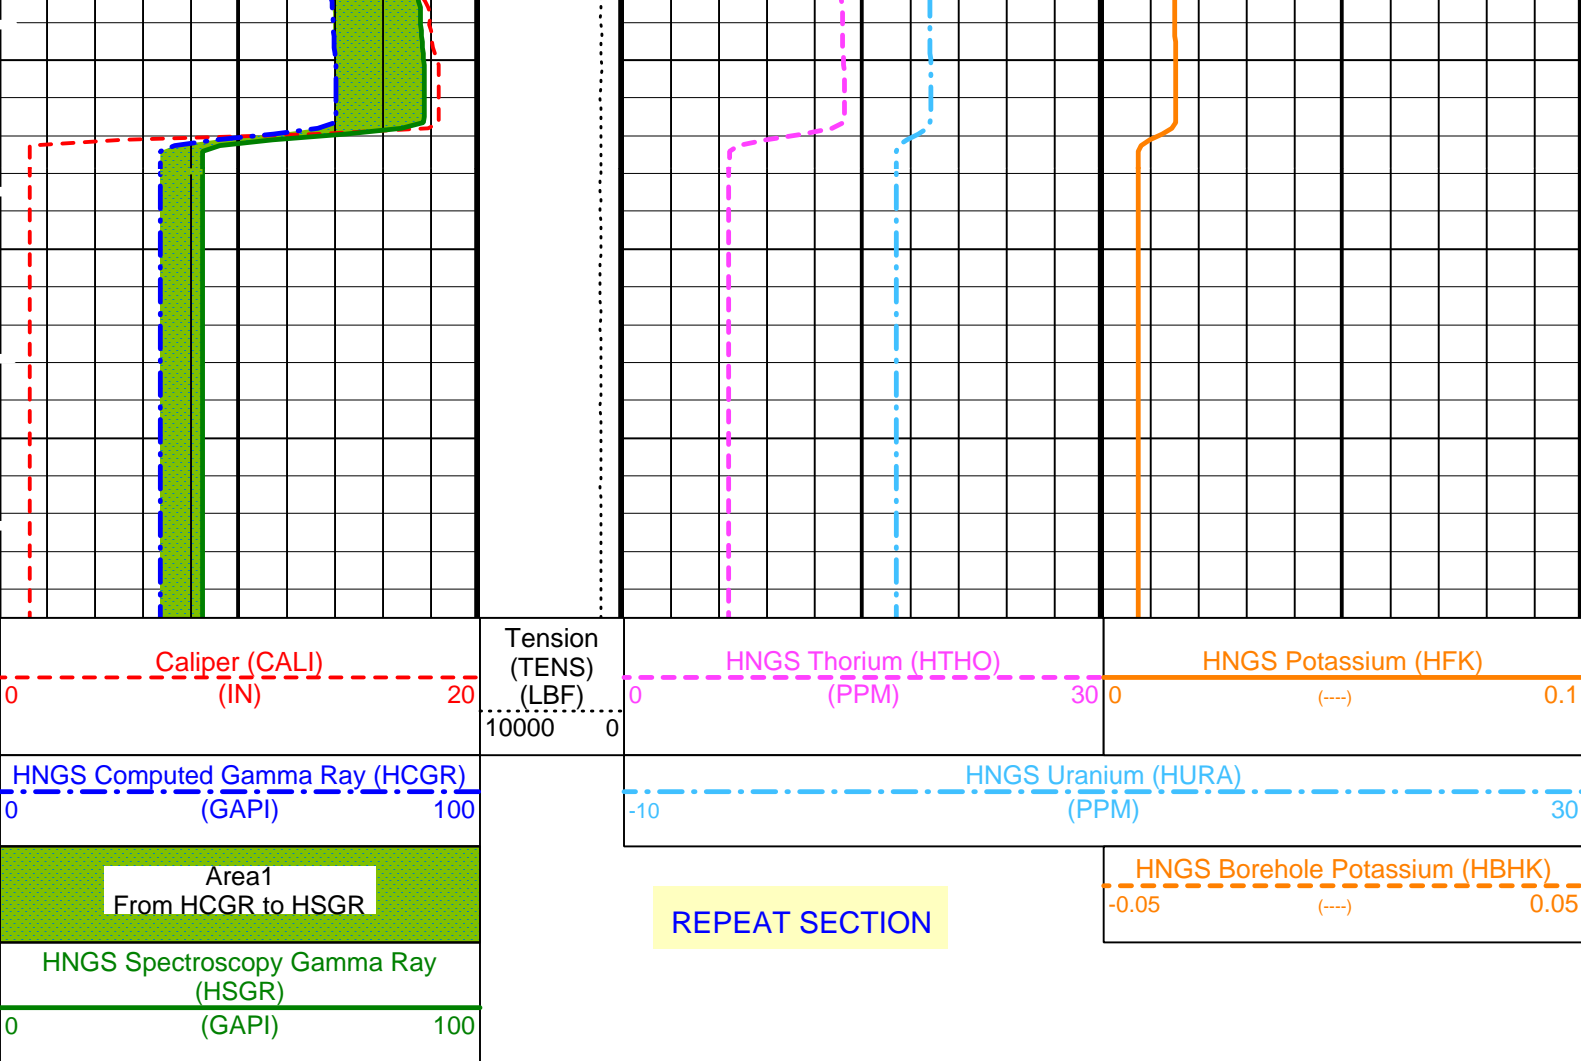 Caliper (CALI)
(IN)
0 20
Tension
(TENS)
(LBF)
10000 0
HNGS Thorium (HTHO)
(PPM)
0 30
HNGS Potassium (HFK)
(----)
0 0.1
HNGS Computed Gamma Ray (HCGR)
0 (GAPI) 100
HNGS Uranium (HURA)
-10 (PPM) 30
Area1
From HCGR to HSGR
HNGS Borehole Potassium (HBHK)
-0.05 (----) 0.05
REPEAT SECTION
HNGS Spectroscopy Gamma Ray
(HSGR)
0 (GAPI) 100